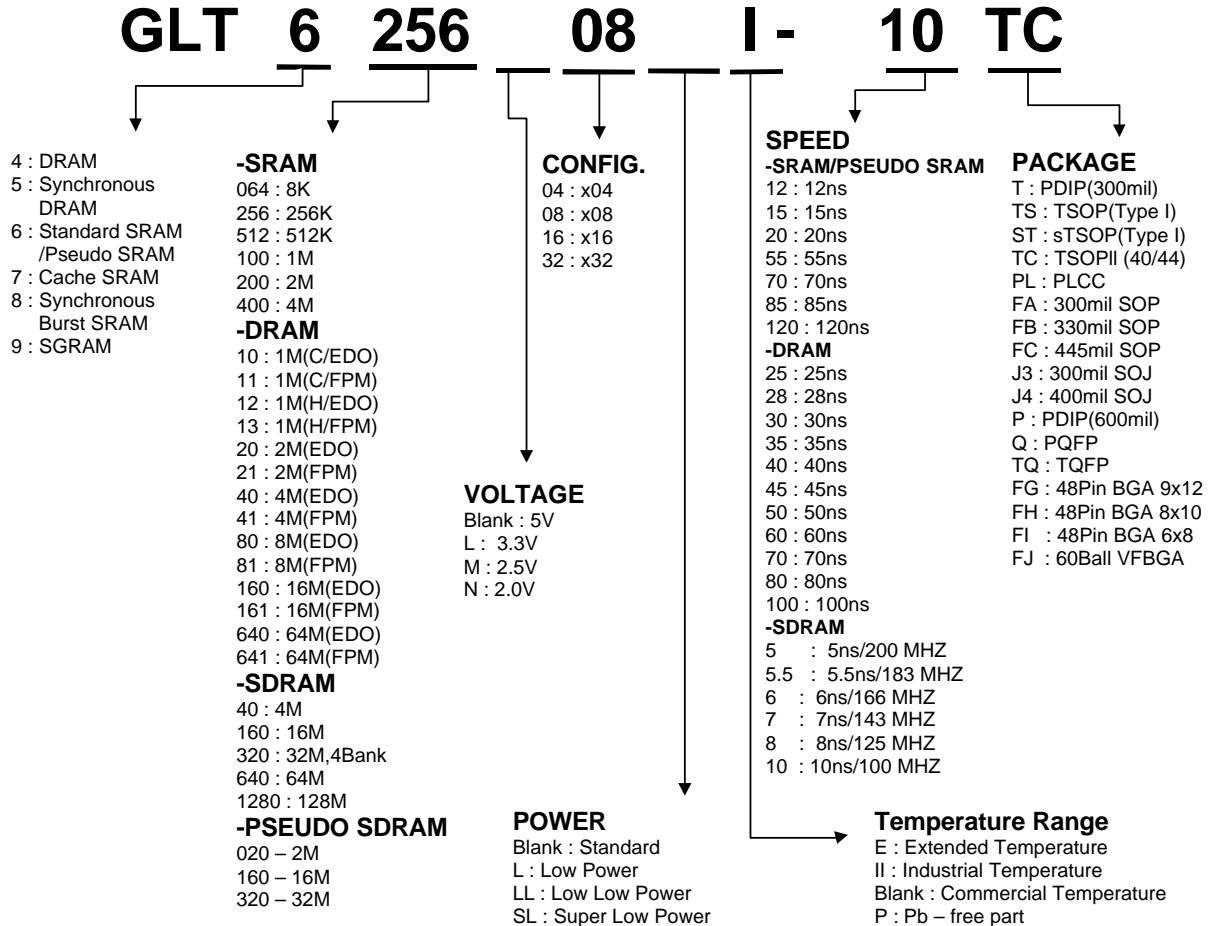 GLT 6 256 08 I - 10 TC
4 : DRAM
5 : Synchronous
DRAM
6 : Standard SRAM
/Pseudo SRAM
7 : Cache SRAM
8 : Synchronous
Burst SRAM
9 : SGRAM
-SRAM
064 : 8K
256 : 256K
512 : 512K
100 : 1M
200 : 2M
400 : 4M
-DRAM
10 : 1M(C/EDO)
11 : 1M(C/FPM)
12 : 1M(H/EDO)
13 : 1M(H/FPM)
20 : 2M(EDO)
21 : 2M(FPM)
40 : 4M(EDO)
41 : 4M(FPM)
80 : 8M(EDO)
81 : 8M(FPM)
160 : 16M(EDO)
161 : 16M(FPM)
640 : 64M(EDO)
641 : 64M(FPM)
-SDRAM
40 : 4M
160 : 16M
320 : 32M,4Bank
640 : 64M
1280 : 128M
-PSEUDO SDRAM
020 – 2M
160 – 16M
320 – 32M
VOLTAGE
Blank : 5V
L : 3.3V
M : 2.5V
N : 2.0V
CONFIG.
04 : x04
08 : x08
16 : x16
32 : x32
POWER
Blank : Standard
L : Low Power
LL : Low Low Power
SL : Super Low Power
SPEED
-SRAM/PSEUDO SRAM
12 : 12ns
15 : 15ns
20 : 20ns
55 : 55ns
70 : 70ns
85 : 85ns
120 : 120ns
-DRAM
25 : 25ns
28 : 28ns
30 : 30ns
35 : 35ns
40 : 40ns
45 : 45ns
50 : 50ns
60 : 60ns
70 : 70ns
80 : 80ns
100 : 100ns
-SDRAM
5 : 5ns/200 MHZ
5.5 : 5.5ns/183 MHZ
6 : 6ns/166 MHZ
7 : 7ns/143 MHZ
8 : 8ns/125 MHZ
10 : 10ns/100 MHZ
PACKAGE
T : PDIP(300mil)
TS : TSOP(Type I)
ST : sTSOP(Type I)
TC : TSOPll (40/44)
PL : PLCC
FA : 300mil SOP
FB : 330mil SOP
FC : 445mil SOP
J3 : 300mil SOJ
J4 : 400mil SOJ
P : PDIP(600mil)
Q : PQFP
TQ : TQFP
FG : 48Pin BGA 9x12
FH : 48Pin BGA 8x10
FI : 48Pin BGA 6x8
FJ : 60Ball VFBGA
Temperature Range
E : Extended Temperature
II : Industrial Temperature
Blank : Commercial Temperature
P : Pb – free part